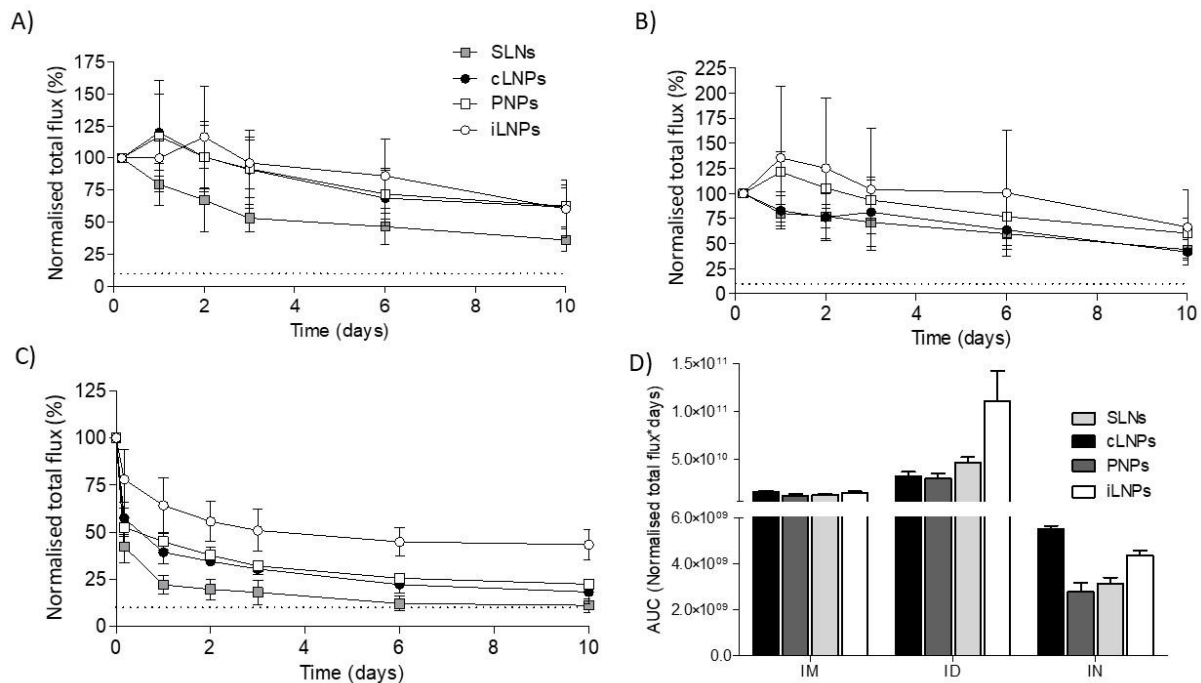 A)
Normalised total flux (%)
175
150
125
100
75
50
25
0
0 2 4 6 8 10
Time (days)
SLNs
cLNPs
PNPs
iLNPs
B)
Normalised total flux (%)
225
200
175
150
125
100
75
50
25
0
0 2 4 6 8 10
Time (days)
C)
Normalised total flux (%)
125
100
75
50
25
0
0 2 4 6 8 10
Time (days)
D)
AUC (Normalised total flux*days)
1.5×10¹¹
1.0×10¹¹
5.0×10¹⁰
6.0×10⁰⁹
4.0×10⁰⁹
2.0×10⁰⁹
0.0
IM ID IN
SLNs
cLNPs
PNPs
iLNPs